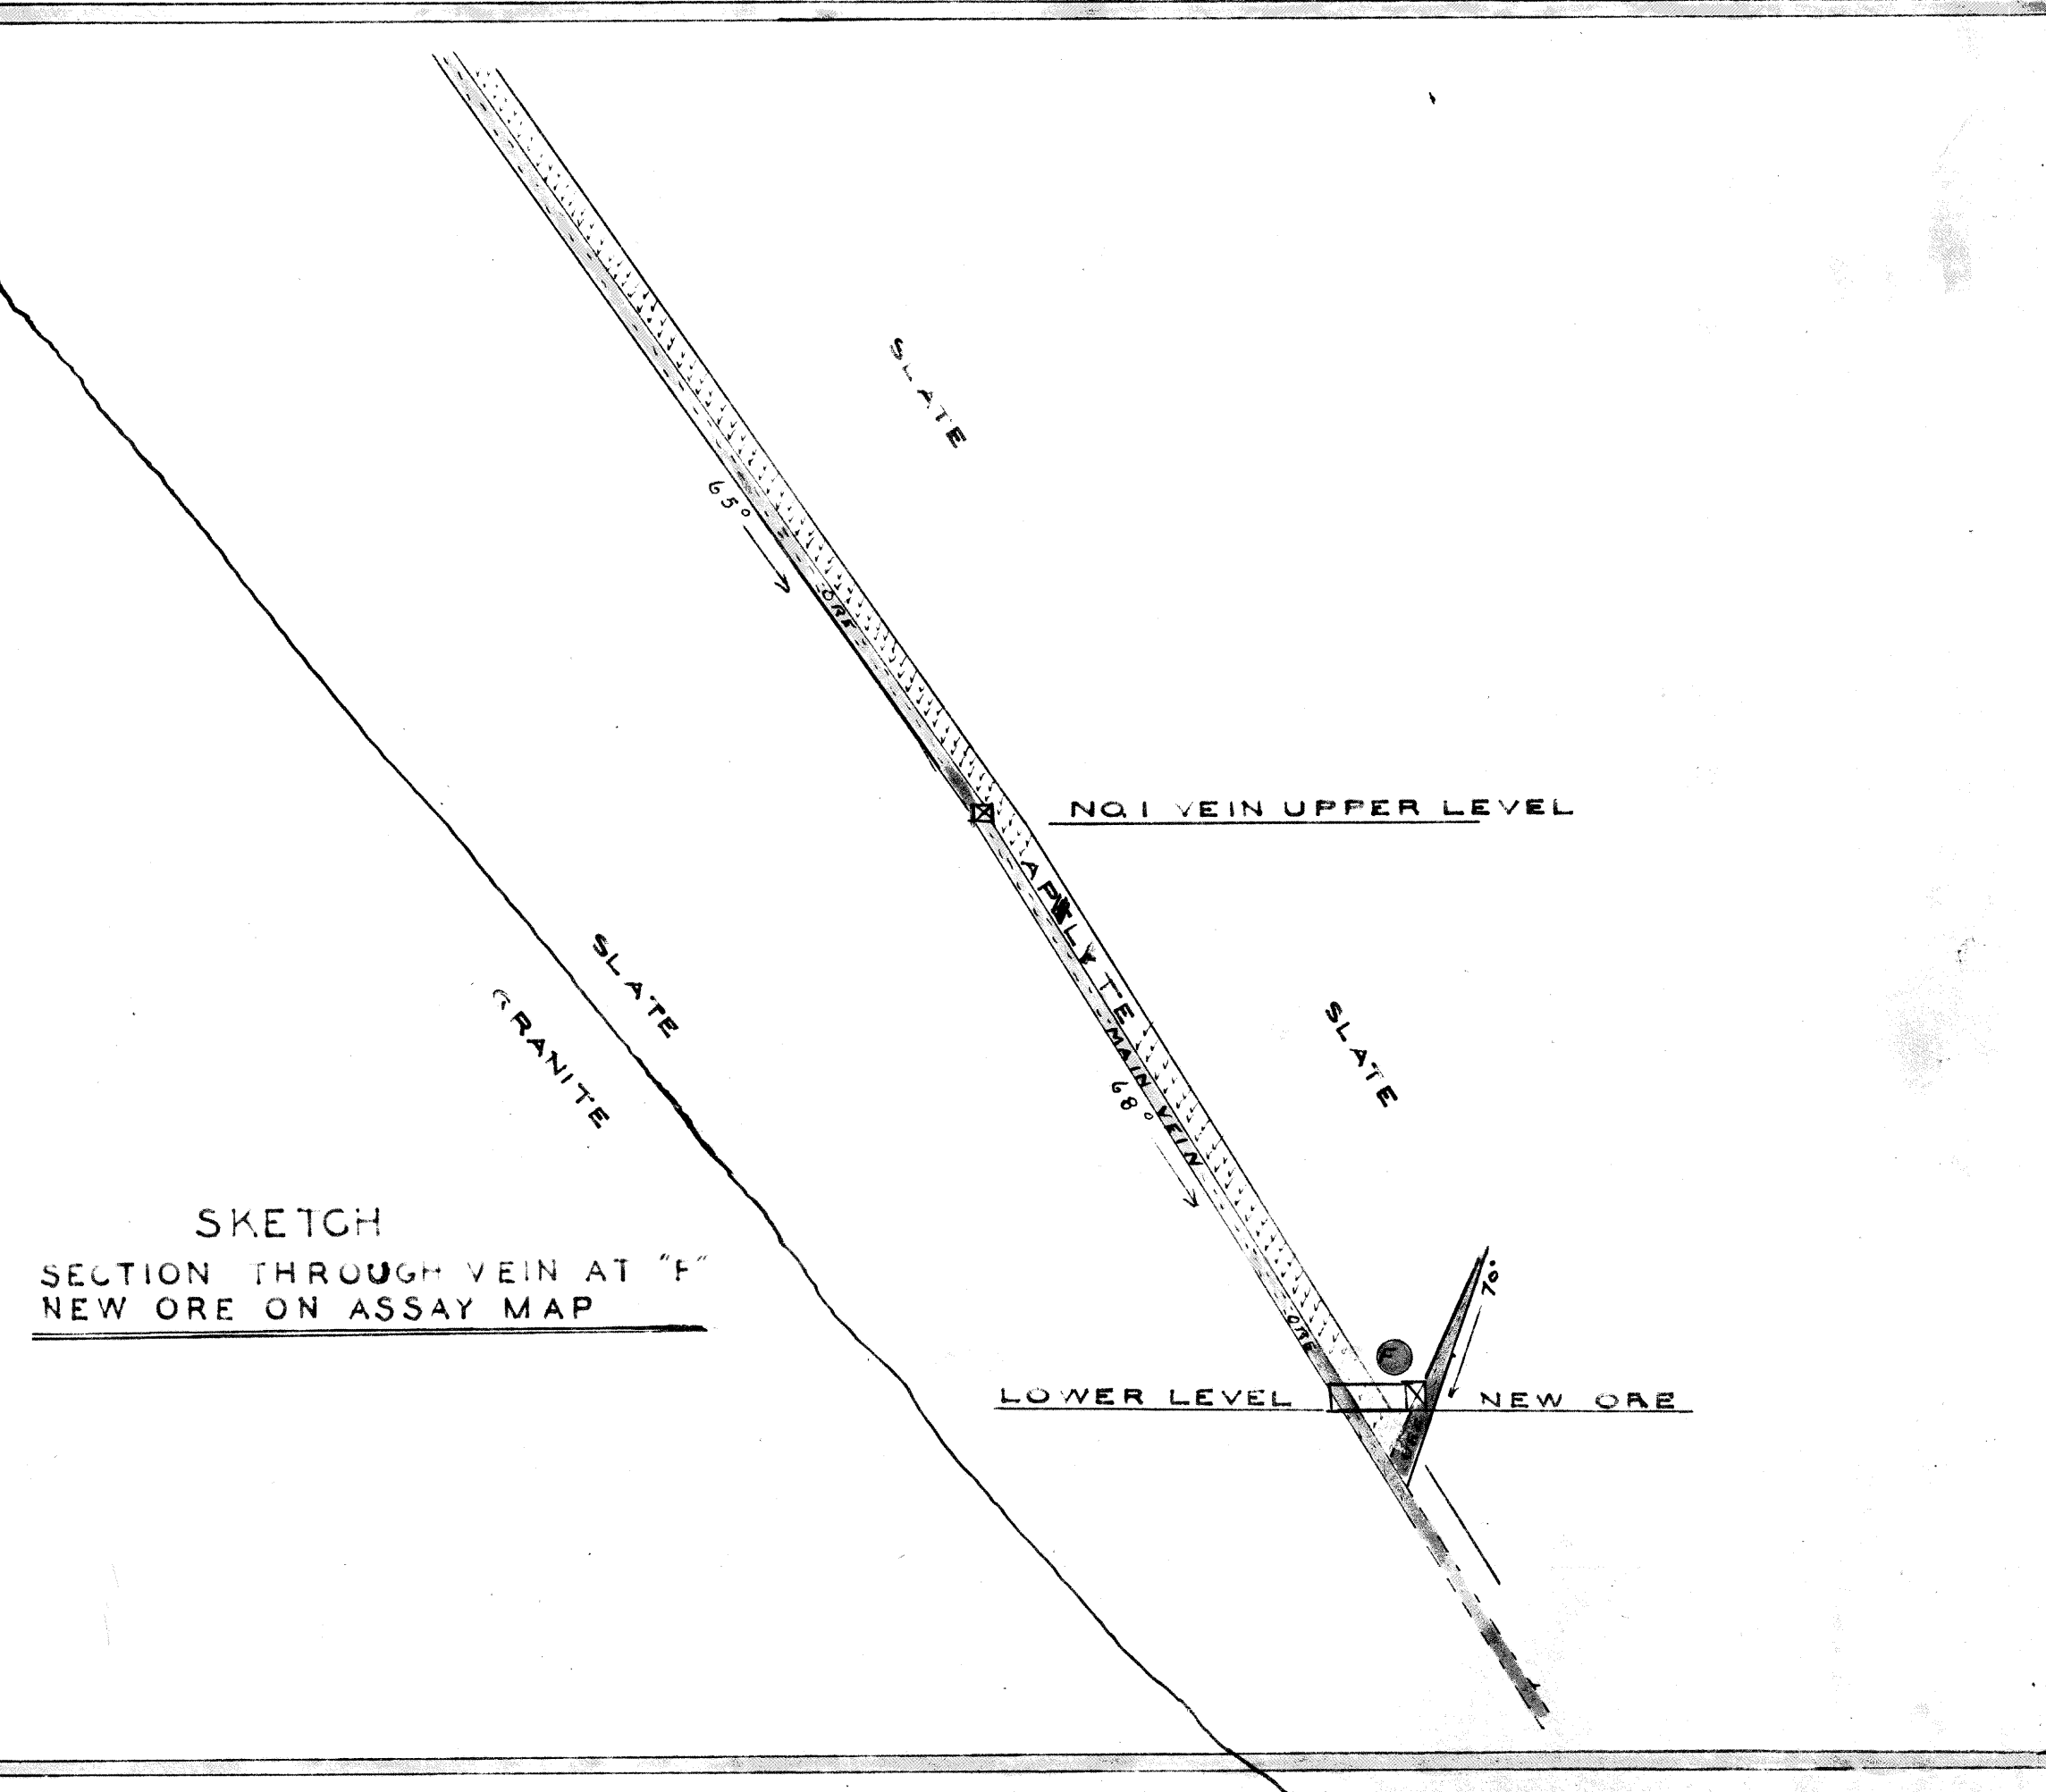 SLATE
65°
ORE
NO. 1 VEIN UPPER LEVEL
APLYTE
SLATE
GRANITE
MAIN VEIN
SLATE
68°
SKETCH
SECTION THROUGH VEIN AT "F"
NEW ORE ON ASSAY MAP
70°
ORE
F
LOWER LEVEL
NEW ORE